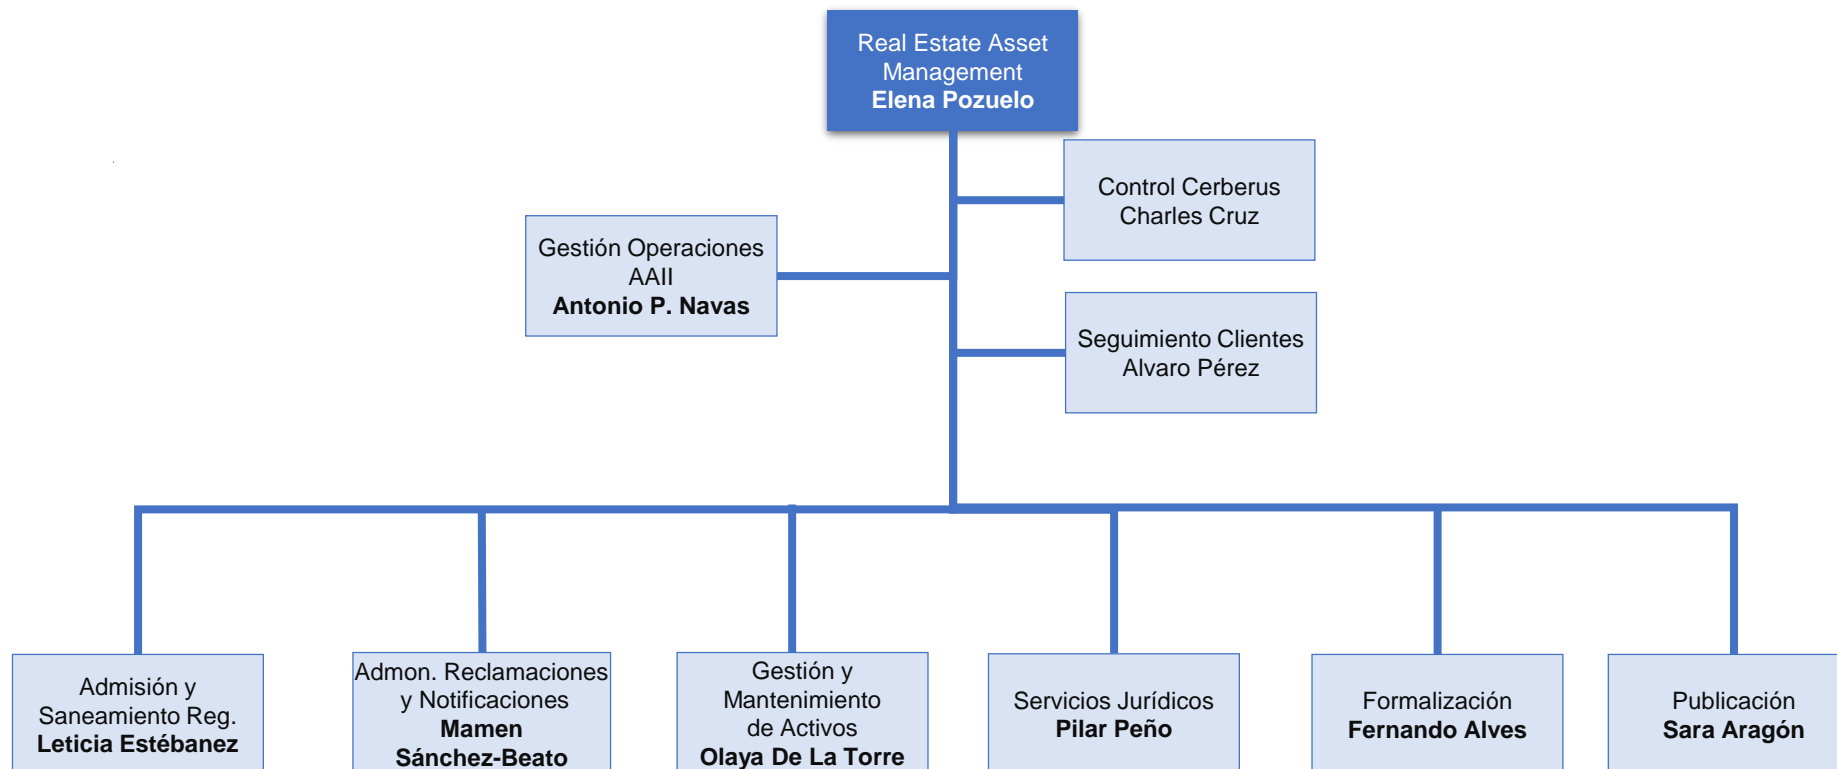 Real Estate Asset
Management
Elena Pozuelo
Control Cerberus
Charles Cruz
Gestión Operaciones
AAII
Antonio P. Navas
Seguimiento Clientes
Alvaro Pérez
Admisión y
Saneamiento Reg.
Leticia Estébanez
Admon. Reclamaciones
y Notificaciones
Mamen
Sánchez-Beato
Gestión y
Mantenimiento
de Activos
Olaya De La Torre
Servicios Jurídicos
Pilar Peño
Formalización
Fernando Alves
Publicación
Sara Aragón